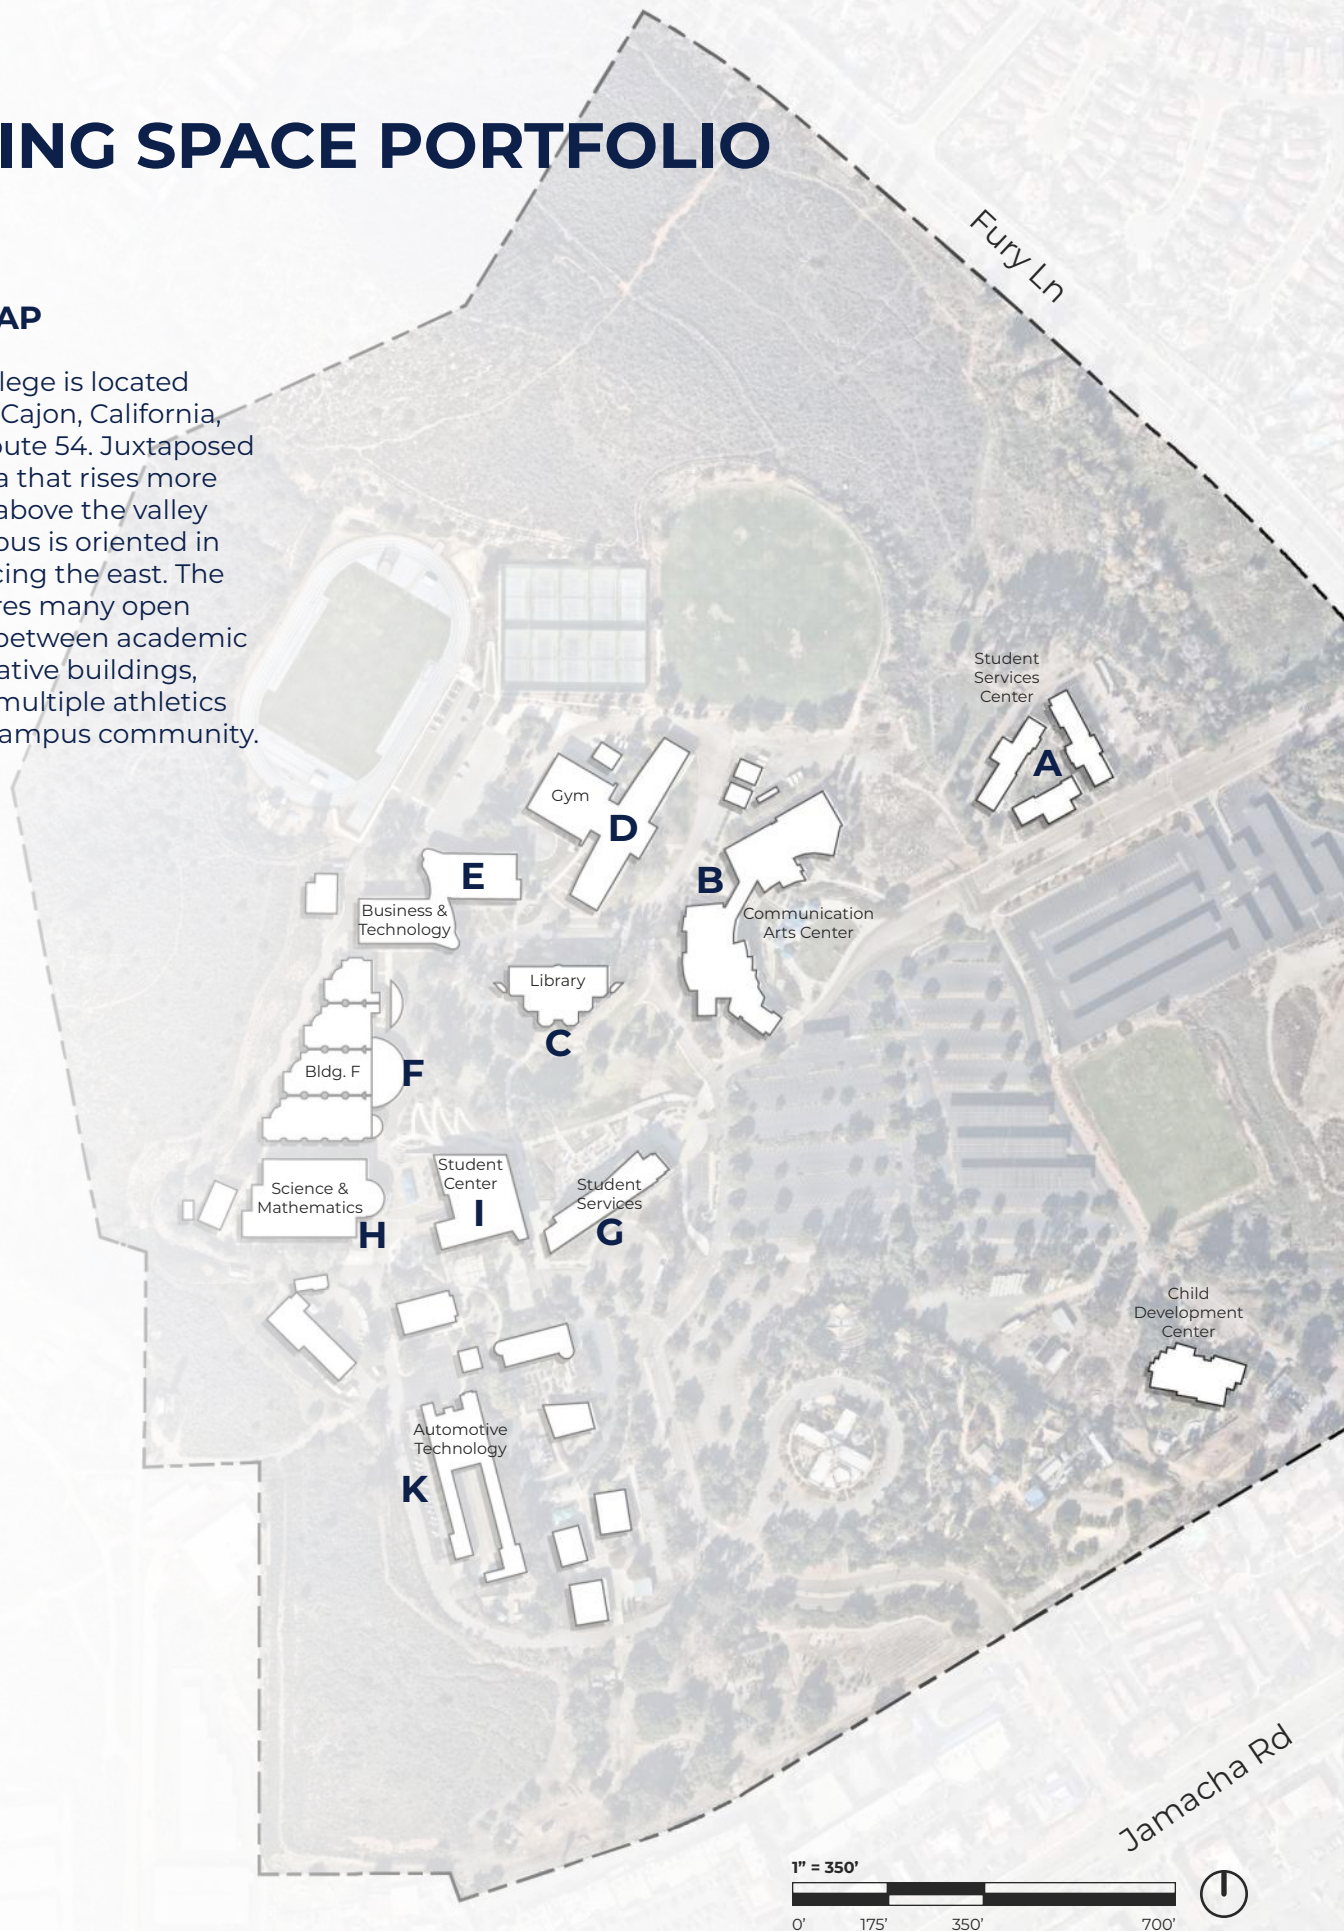 ING SPACE PORTFOLIO
AP
lege is located
Cajon, California,
oute 54. Juxtaposed
a that rises more
above the valley
pus is oriented in
cing the east. The
res many open
between academic
ative buildings,
multiple athletics
ampus community.
Fury Ln
Student
Services
Center
A
Gym
D
E
Business &
Technology
B
Communication
Arts Center
Library
C
Bldg. F
F
Student
Center
I
Student
Services
G
Science &
Mathematics
H
Child
Development
Center
Automotive
Technology
K
Jamacha Rd
1” = 350’
0’ 175’ 350’ 700’